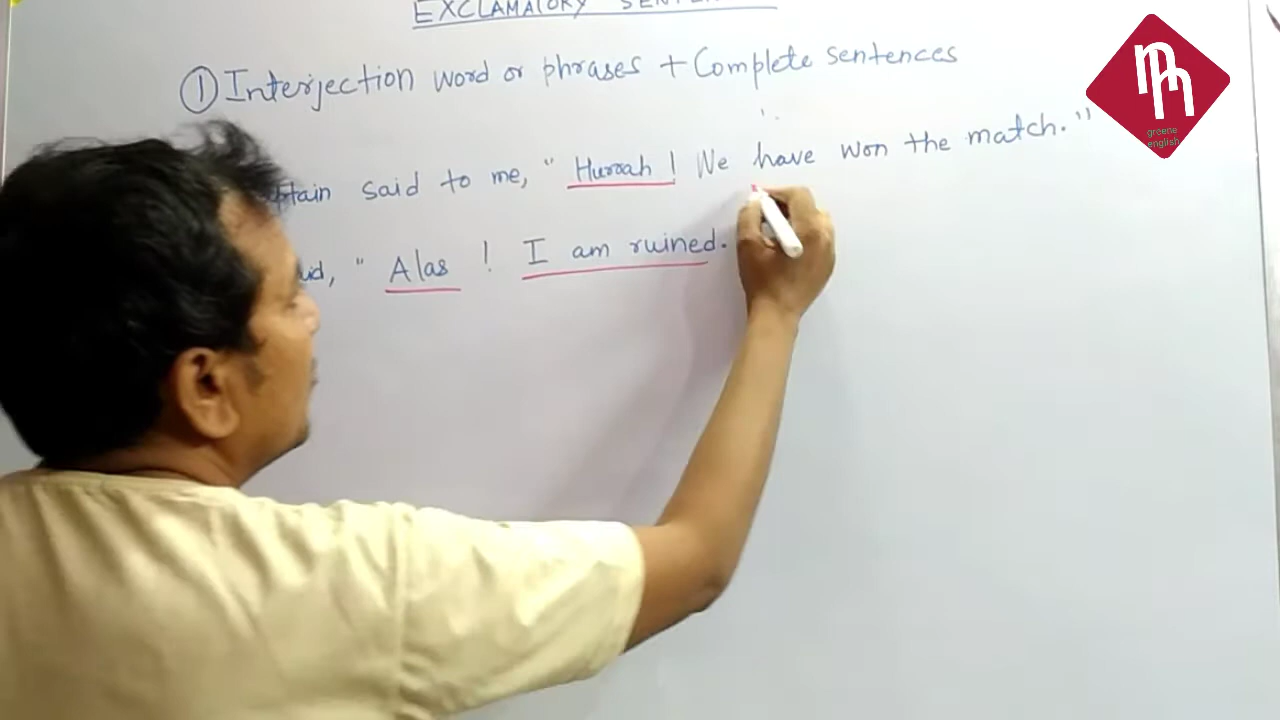 EXCLAMATORY
① Interjection word or phrases + Complete sentences
said to me, " Hurrah ! We have won the match."
" Alas ! I am ruined.
greene
english